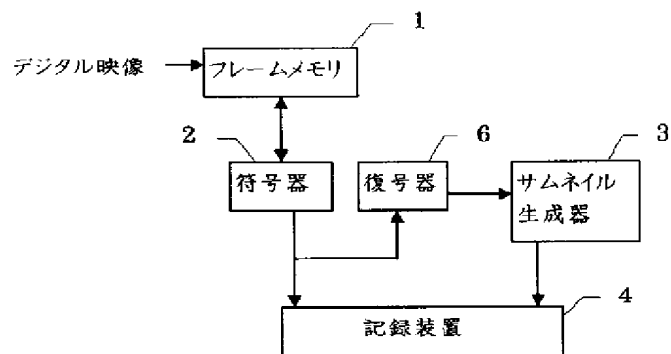 1
デジタル映像
フレームメモリ
2
6
3
符号器
復号器
サムネイル
生成器
4
記録装置